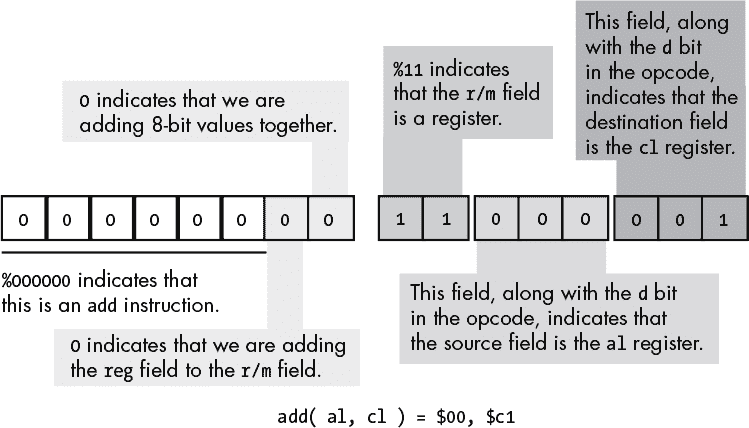 This field, along
with the d bit
in the opcode,
indicates that the
destination field
is the cl register.
%11 indicates
that the r/m field
is a register.
0 indicates that we are
adding 8-bit values together.
0 0 0 0 0 0 0 0 1 1 0 0 0 0 0 1
%000000 indicates that
this is an add instruction.
This field, along with the d bit
in the opcode, indicates that
the source field is the al register.
0 indicates that we are adding
the reg field to the r/m field.
add( al, cl ) = $00, $c1